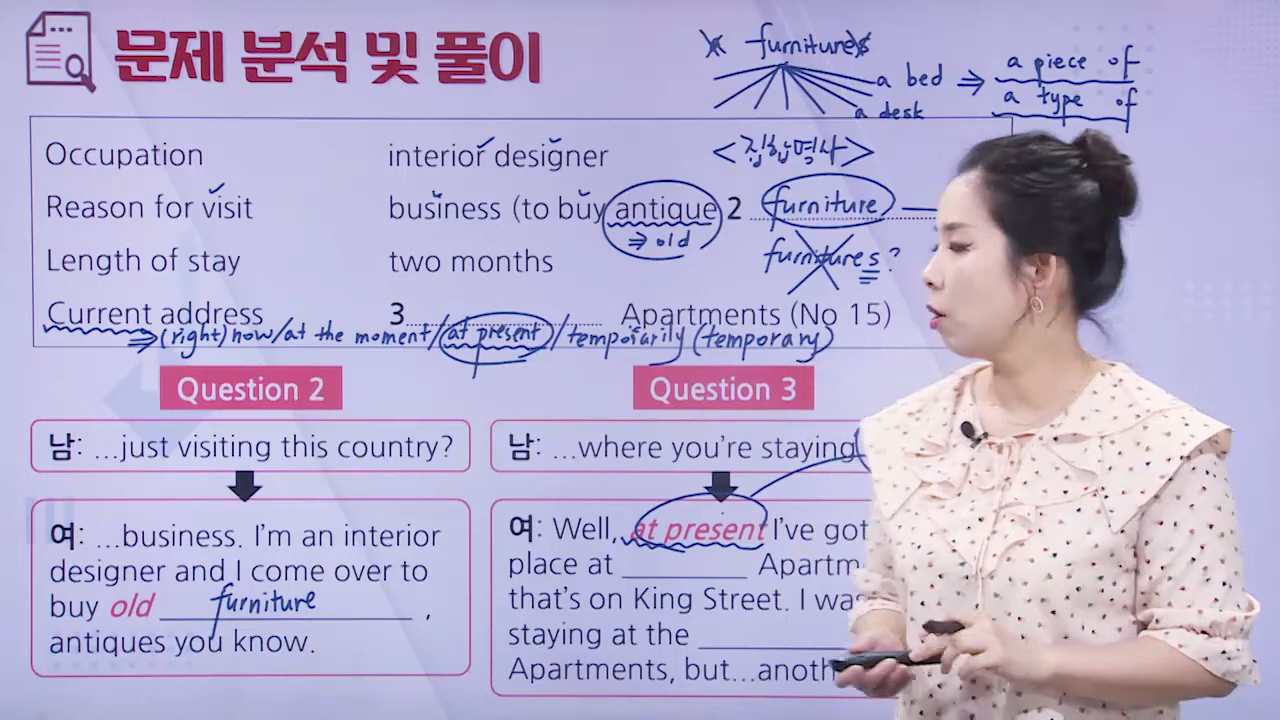 문제 분석 및 풀이
furnitures
a bed ⇒ a piece of
a desk
a type of
Occupation interior designer
<집합명사>
Reason for visit business (to buy antique 2 furniture
⇒ old
furnitures?
Length of stay two months
Current address 3 Apartments (No 15)
⇒ (right) now/at the moment/at present/temporarily (temporary)
Question 2
남: ...just visiting this country?
여: ...business. I'm an interior
designer and I come over to
buy old furniture ,
antiques you know.
Question 3
남: ...where you're staying
여: Well, at present I've got
place at ________ Apartm
that's on King Street. I was
staying at the ________
Apartments, but...anoth